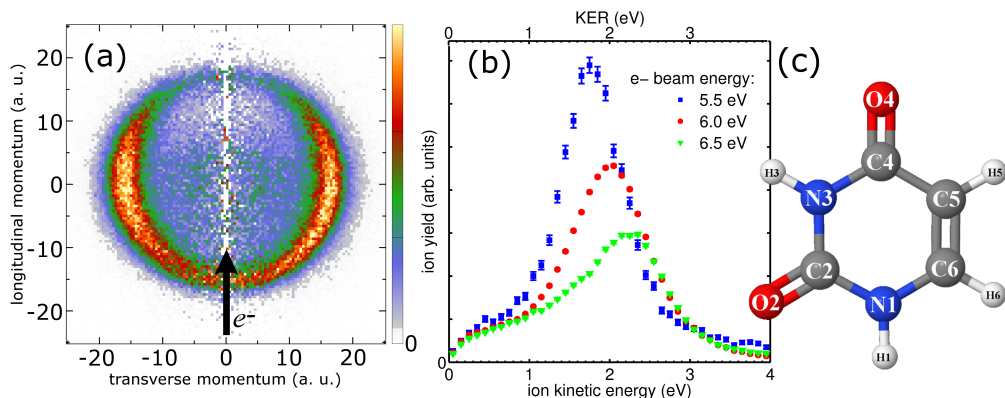 (a)
longitudinal momentum (a. u.)
20
10
0
-10
-20
e-
-20 -10 0 10 20
transverse momentum (a. u.)
0
KER (eV)
0 1 2 3 4
(b)
e- beam energy:
5.5 eV
6.0 eV
6.5 eV
ion yield (arb. units)
0 1 2 3 4
ion kinetic energy (eV)
(c)
O4
H3
C4
H5
N3
C5
C2
C6
O2
N1
H6
H1